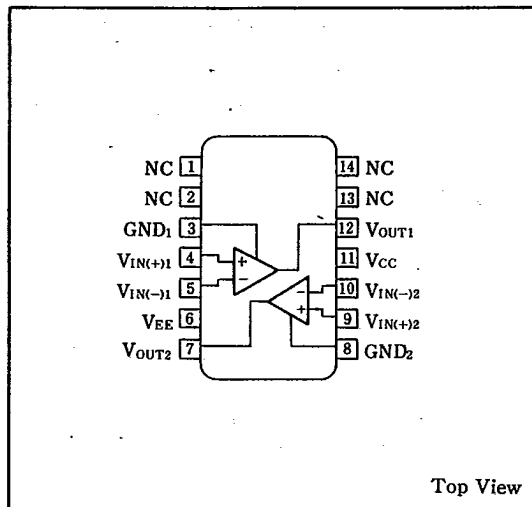 NC 1 14 NC
NC 2 13 NC
GND₁ 3 12 VOUT1
VIN(+)1 4 + 11 VCC
VIN(−)1 5 − − 10 VIN(−)2
VEE 6 + 9 VIN(+)2
VOUT2 7 8 GND₂
Top View